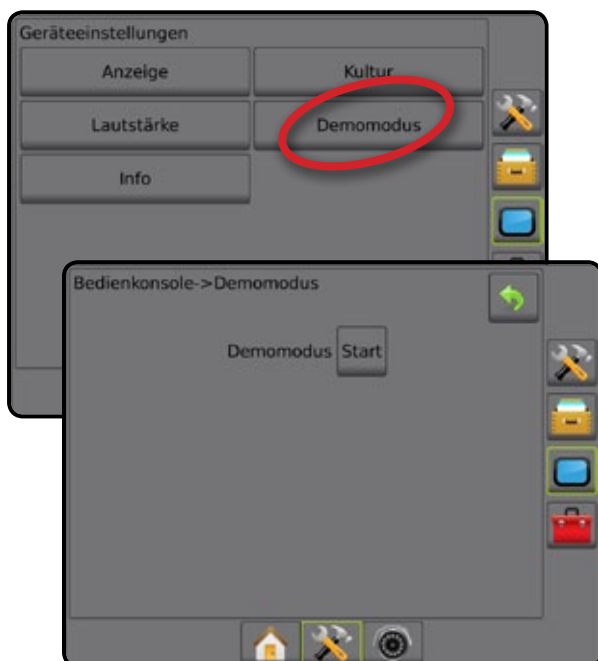 Geräteeinstellungen
Anzeige Kultur
Lautstärke Demomodus
Info
Bedienkonsole->Demomodus
Demomodus Start